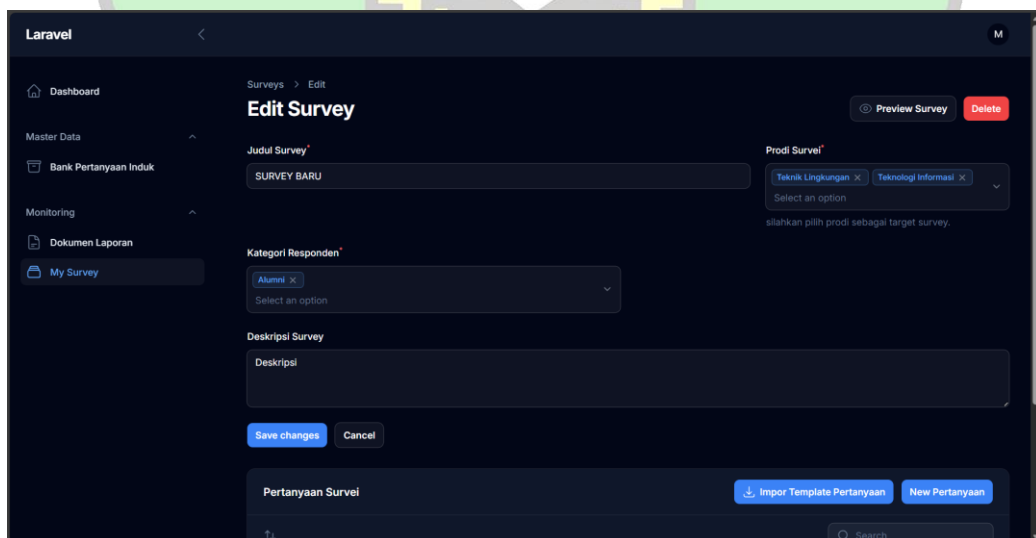 Laravel
M
Dashboard
Master Data
Bank Pertanyaan Induk
Monitoring
Dokumen Laporan
My Survey
Surveys > Edit
Edit Survey
Preview Survey
Delete
Judul Survey*
SURVEY BARU
Prodi Survei*
Teknik Lingkungan × Teknologi Informasi ×
Select an option
silahkan pilih prodi sebagai target survey.
Kategori Responden*
Alumni ×
Select an option
Deskripsi Survey
Deskripsi
Save changes
Cancel
Pertanyaan Survei
Impor Template Pertanyaan
New Pertanyaan
Search